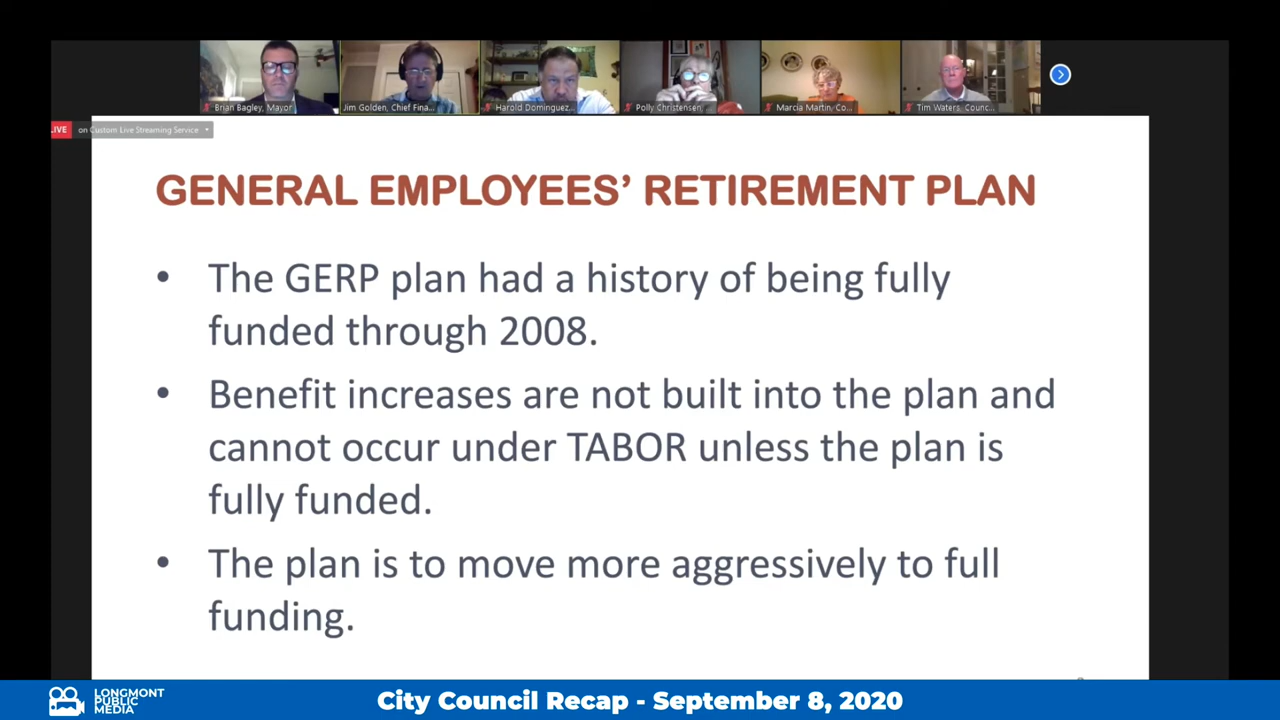 Brian Bagley, Mayor
Jim Golden, Chief Fina...
Harold Dominguez...
Polly Christensen,
Marcia Martin, Co...
Tim Waters, Counc...
LIVE
on Custom Live Streaming Service
GENERAL EMPLOYEES’ RETIREMENT PLAN
• The GERP plan had a history of being fully
funded through 2008.
• Benefit increases are not built into the plan and
cannot occur under TABOR unless the plan is
fully funded.
• The plan is to move more aggressively to full
funding.
LONGMONT
PUBLIC
MEDIA
City Council Recap - September 8, 2020